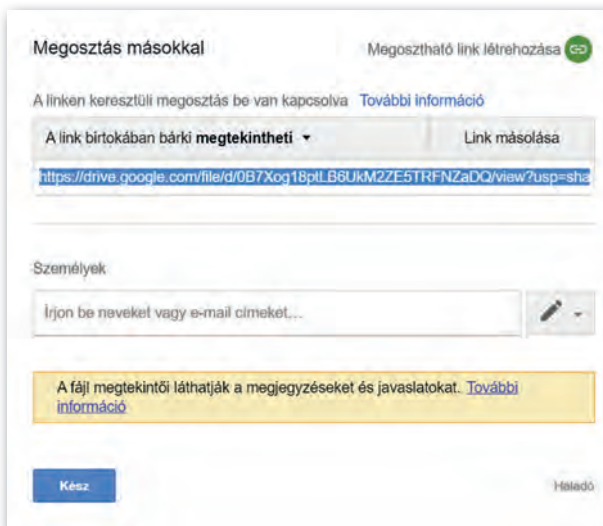 Megosztás másokkal
Megosztható link létrehozása
A linken keresztüli megosztás be van kapcsolva További információ
A link birtokában bárki megtekintheti
Link másolása
https://drive.google.com/file/d/0B7Xog18ptLB6UkM2ZE5TRFNZaDQ/view?usp=sha
Személyek
Írjon be neveket vagy e-mail címeket...
A fájl megtekintői láthatják a megjegyzéseket és javaslatokat. További
információ
Kész
Haladó